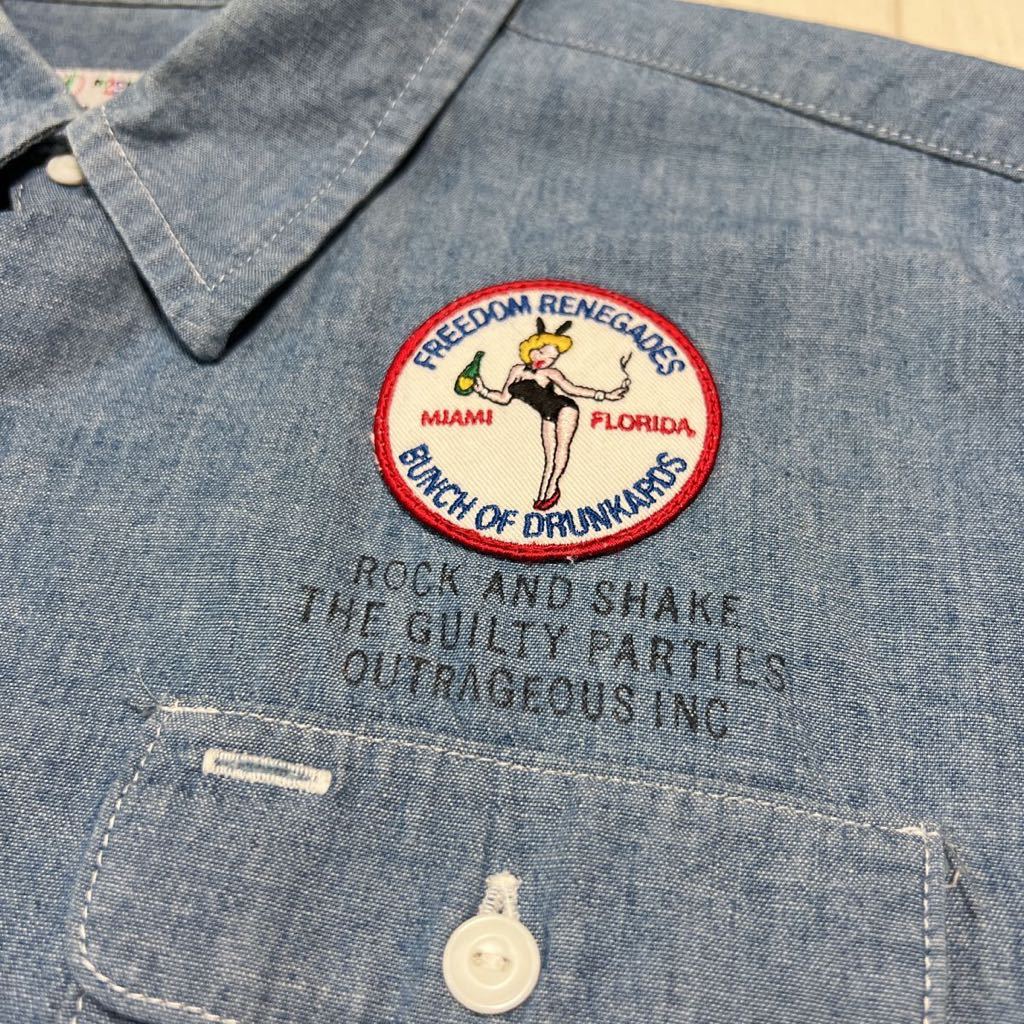 FREEDOM RENEGADES
MIAMI FLORIDA
BUNCH OF DRUNKARDS
ROCK AND SHAKE
THE GUILTY PARTIES
OUTRAGEOUS INC